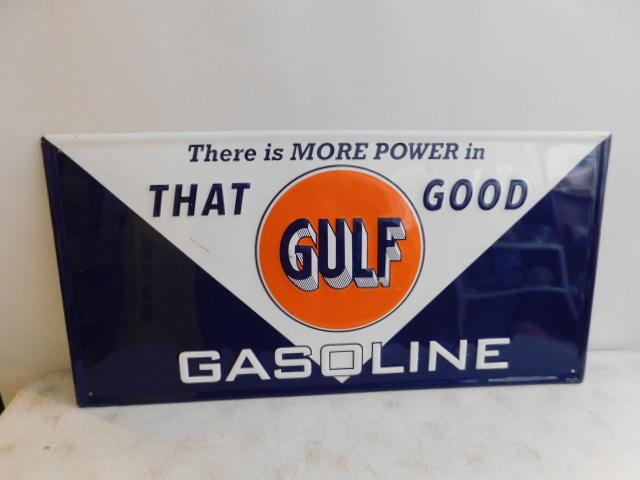 There is MORE POWER in
THAT GOOD
GULF
GASOLINE